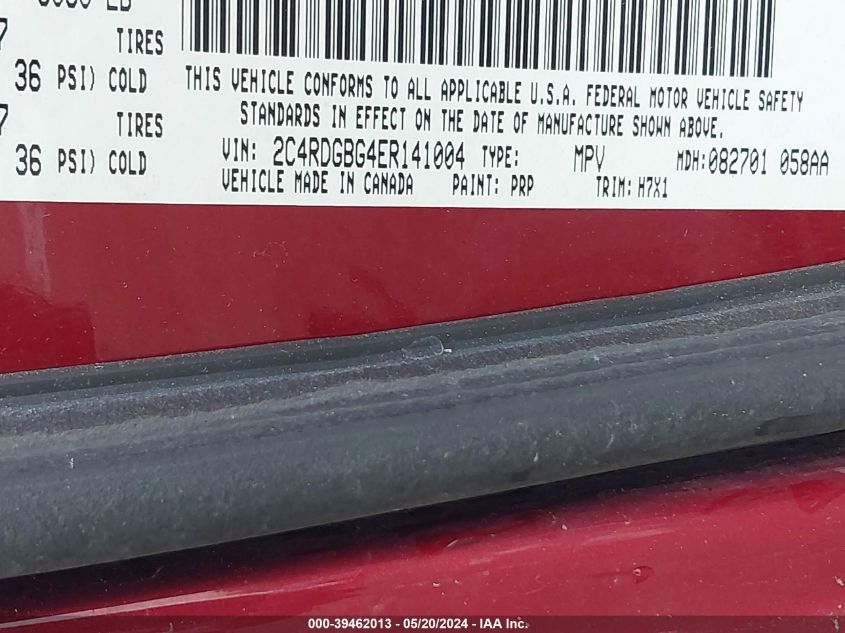 7 TIRES
36 PSI) COLD THIS VEHICLE CONFORMS TO ALL APPLICABLE U.S.A. FEDERAL MOTOR VEHICLE SAFETY
7 TIRES STANDARDS IN EFFECT ON THE DATE OF MANUFACTURE SHOWN ABOVE.
36 PSI) COLD VIN: 2C4RDGBG4ER141004 TYPE: MPV MDH:082701 058AA
VEHICLE MADE IN CANADA PAINT: PRP TRIM: H7X1
000-39462013 - 05/20/2024 - IAA Inc.